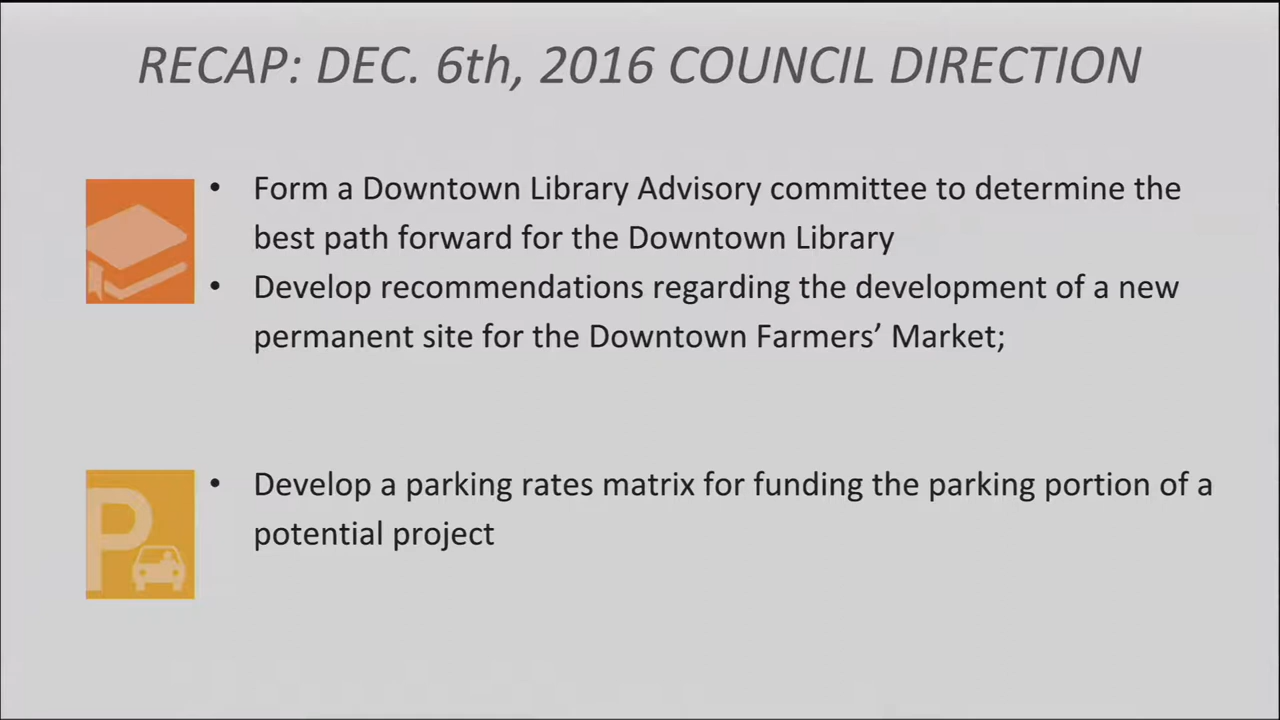 RECAP: DEC. 6th, 2016 COUNCIL DIRECTION
• Form a Downtown Library Advisory committee to determine the
best path forward for the Downtown Library
• Develop recommendations regarding the development of a new
permanent site for the Downtown Farmers’ Market;
P
• Develop a parking rates matrix for funding the parking portion of a
potential project